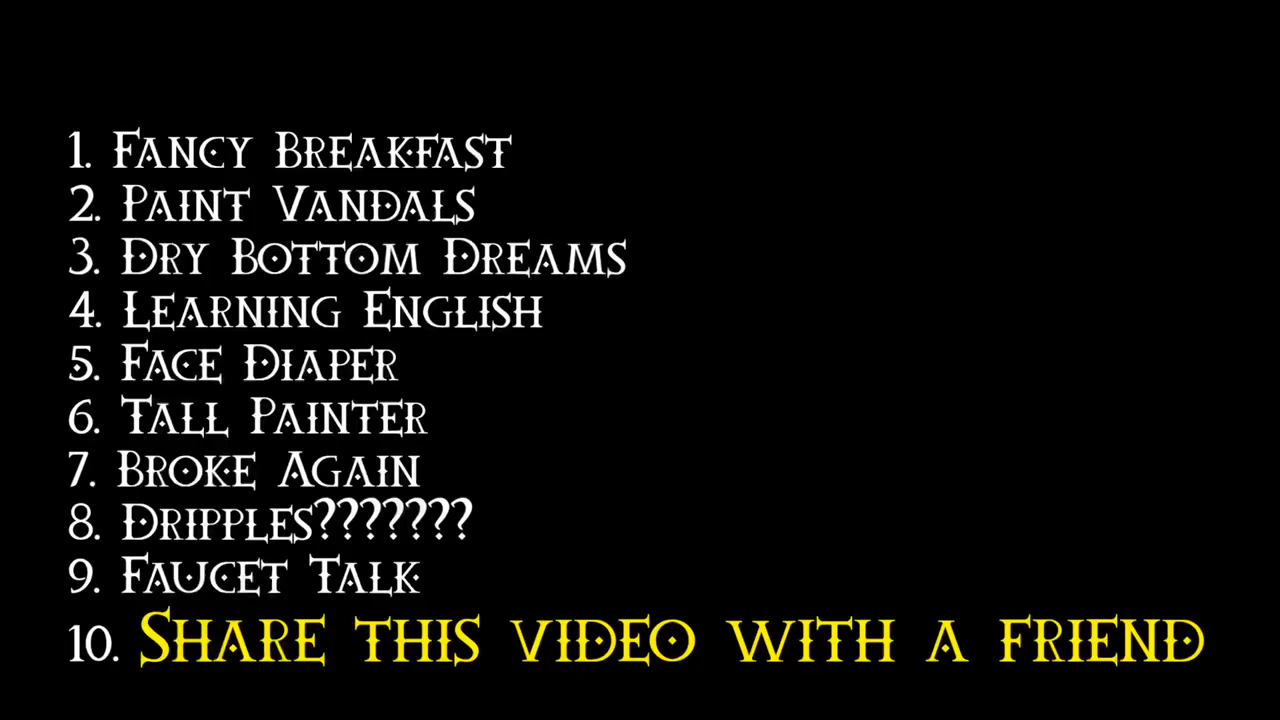 1. Fancy Breakfast
2. Paint Vandals
3. Dry Bottom Dreams
4. Learning English
5. Face Diaper
6. Tall Painter
7. Broke Again
8. Dripples???????
9. Faucet Talk
10. Share this video with a friend